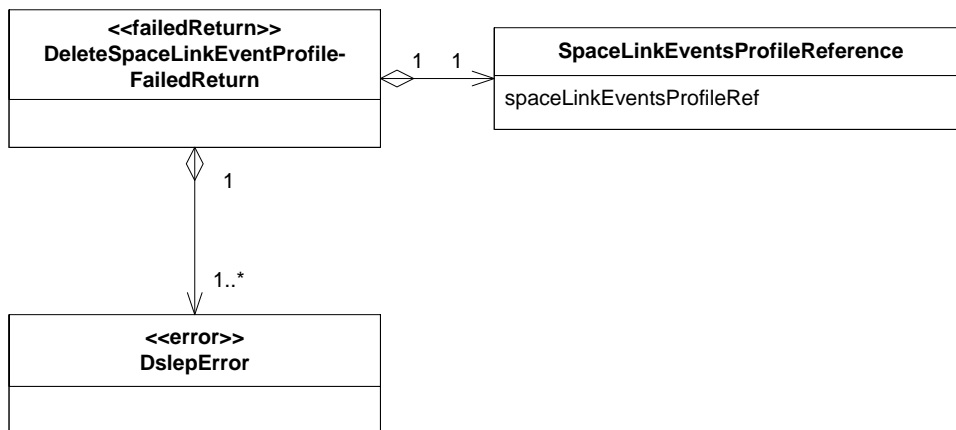 <<failedReturn>>
DeleteSpaceLinkEventProfile-
FailedReturn
1
1
SpaceLinkEventsProfileReference
spaceLinkEventsProfileRef
1
1..*
<<error>>
DslepError